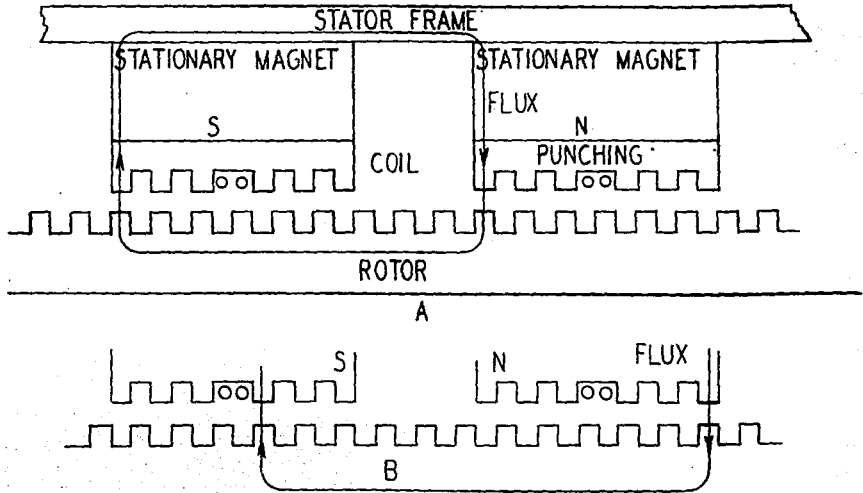 STATOR FRAME
STATIONARY MAGNET STATIONARY MAGNET
FLUX
S N
PUNCHING
COIL
ROTOR
A
S N FLUX
B